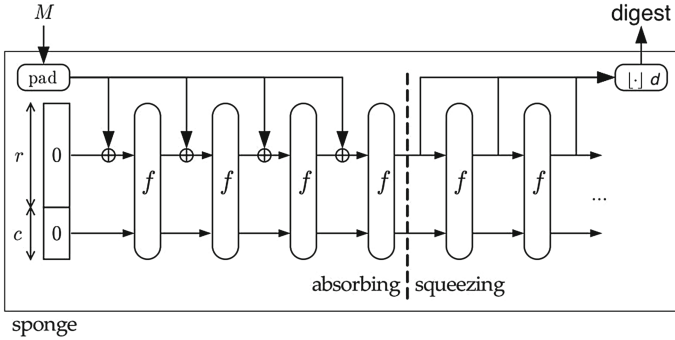 M
digest
pad
⌊·⌋ d
r
0
f
f
f
f
f
f
...
c
0
absorbing
squeezing
sponge